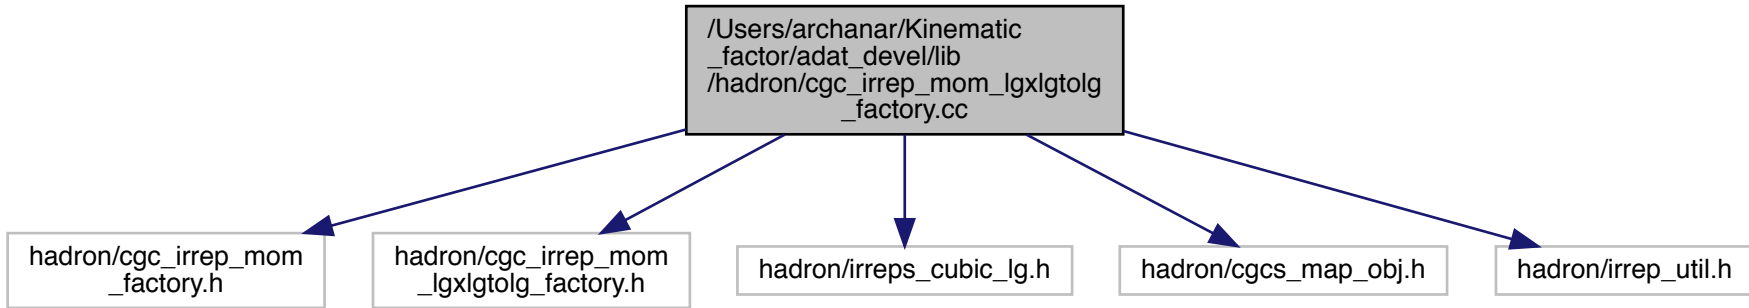 /Users/archanar/Kinematic
_factor/adat_devel/lib
/hadron/cgc_irrep_mom_lgxlgtolg
_factory.cc
hadron/cgc_irrep_mom
_factory.h
hadron/cgc_irrep_mom
_lgxlgtolg_factory.h
hadron/irreps_cubic_lg.h
hadron/cgcs_map_obj.h
hadron/irrep_util.h